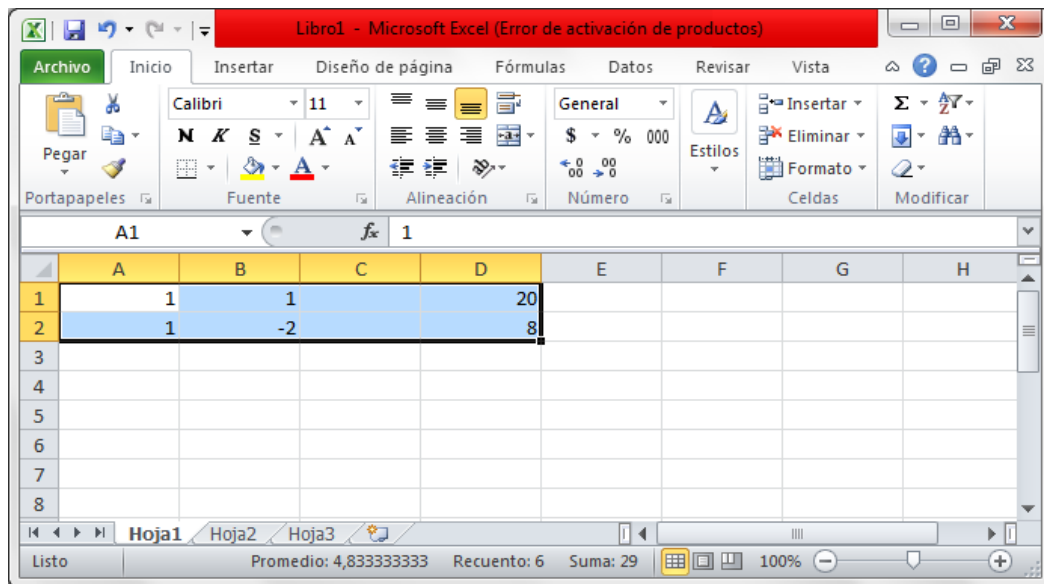 Libro1 - Microsoft Excel (Error de activación de productos)
Archivo Inicio Insertar Diseño de página Fórmulas Datos Revisar Vista
Pegar
Portapapeles
Calibri 11
N K S A A
A
Fuente
Alineación
General
$ % 000
Número
Estilos
Insertar
Eliminar
Formato
Celdas
Σ
Modificar
A1 fx 1
A B C D E F G H
1 1 1 20
2 1 -2 8
3
4
5
6
7
8
Hoja1 Hoja2 Hoja3
Listo Promedio: 4,833333333 Recuento: 6 Suma: 29 100%